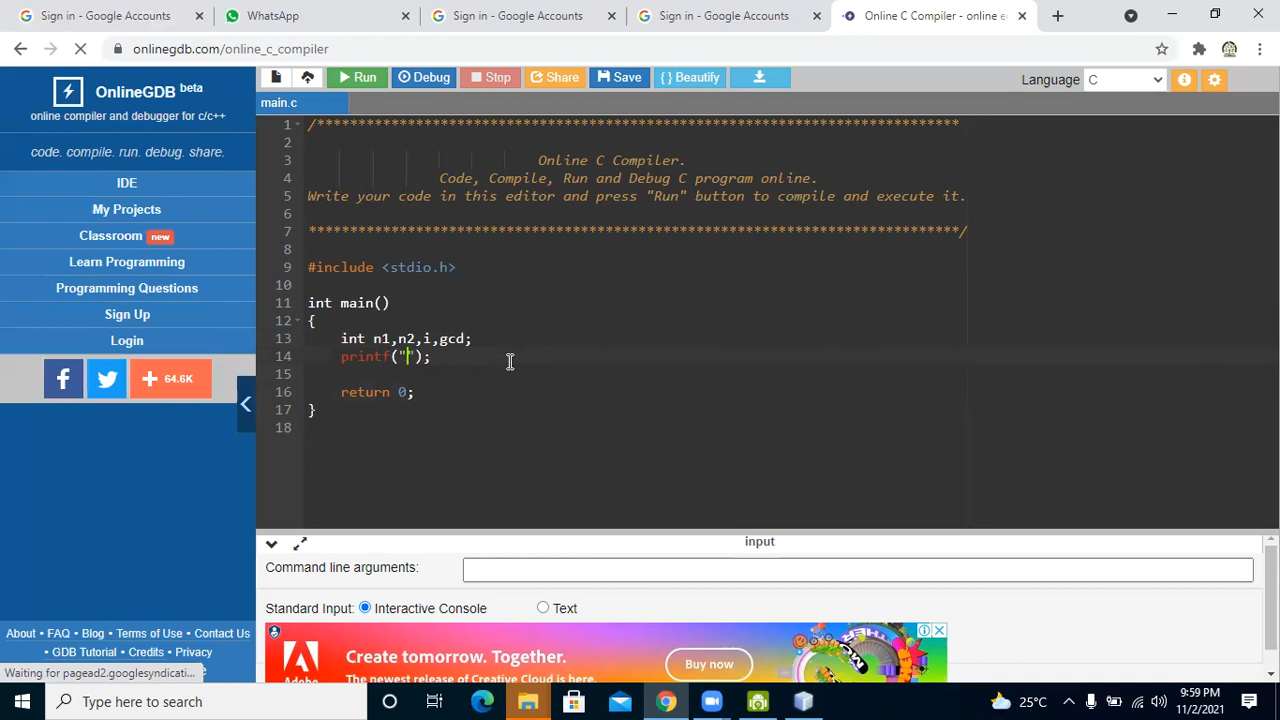 Sign in - Google Accounts
WhatsApp
Sign in - Google Accounts
Sign in - Google Accounts
Online C Compiler - online e
onlinegdb.com/online_c_compiler
OnlineGDB beta
online compiler and debugger for c/c++
code. compile. run. debug. share.
IDE
My Projects
Classroom new
Learn Programming
Programming Questions
Sign Up
Login
64.6K
About • FAQ • Blog • Terms of Use • Contact Us
• GDB Tutorial • Credits • Privacy
Waiting for pagead2.googlesyndicati...
Run Debug Stop Share Save { } Beautify
Language C
main.c
1 /******************************************************************************
2
3 Online C Compiler.
4 Code, Compile, Run and Debug C program online.
5 Write your code in this editor and press "Run" button to compile and execute it.
6
7 *******************************************************************************/
8
9 #include <stdio.h>
10
11 int main()
12 {
13 int n1,n2,i,gcd;
14 printf("");
15
16 return 0;
17 }
18
input
Command line arguments:
Standard Input: Interactive Console Text
Adobe
Create tomorrow. Together.
The newest release of Creative Cloud is here.
Buy now
Type here to search
25°C
9:59 PM
11/2/2021